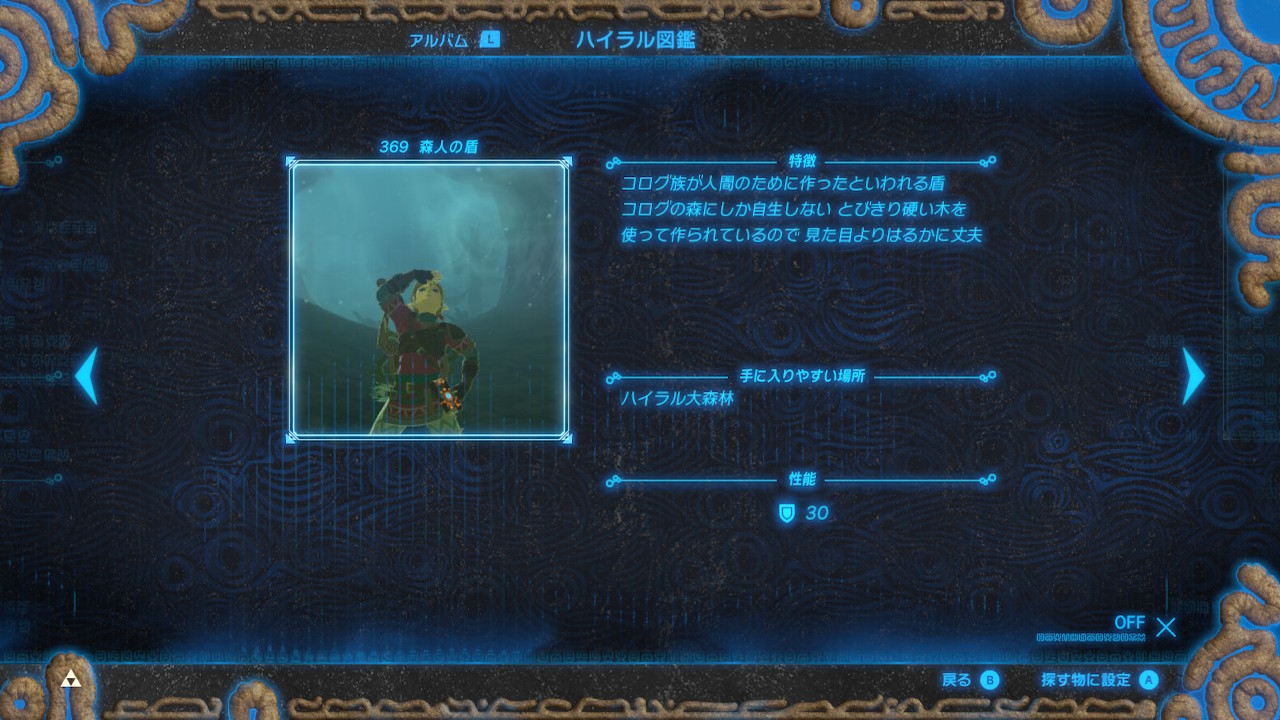 アルバム L
ハイラル図鑑
369 森人の盾
特徴
コログ族が人間のために作ったといわれる盾
コログの森にしか自生しない とびきり硬い木を
使って作られているので 見た目よりはるかに丈夫
手に入りやすい場所
ハイラル大森林
性能
30
OFF
戻る B
探す物に設定 A